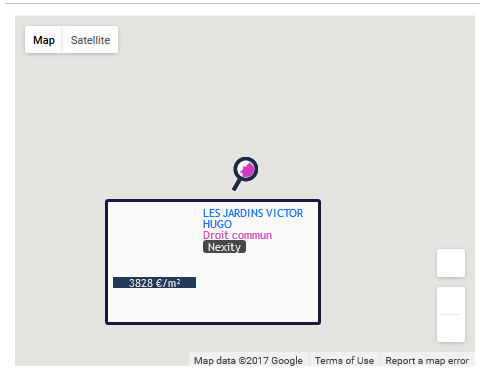 Map Satellite
LES JARDINS VICTOR
HUGO
Droit commun
Nexity
3828 €/m²
Map data ©2017 Google Terms of Use Report a map error